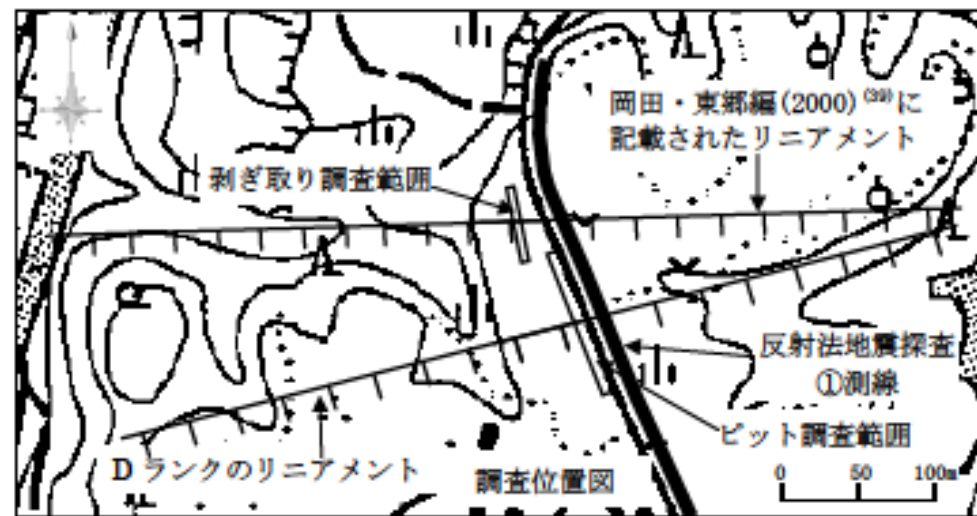 岡田・東郷編(2000)⁽³⁹⁾に
記載されたリニアメント
剥ぎ取り調査範囲
反射法地震探査
①測線
ピット調査範囲
Dランクのリニアメント
調査位置図
0 50 100m